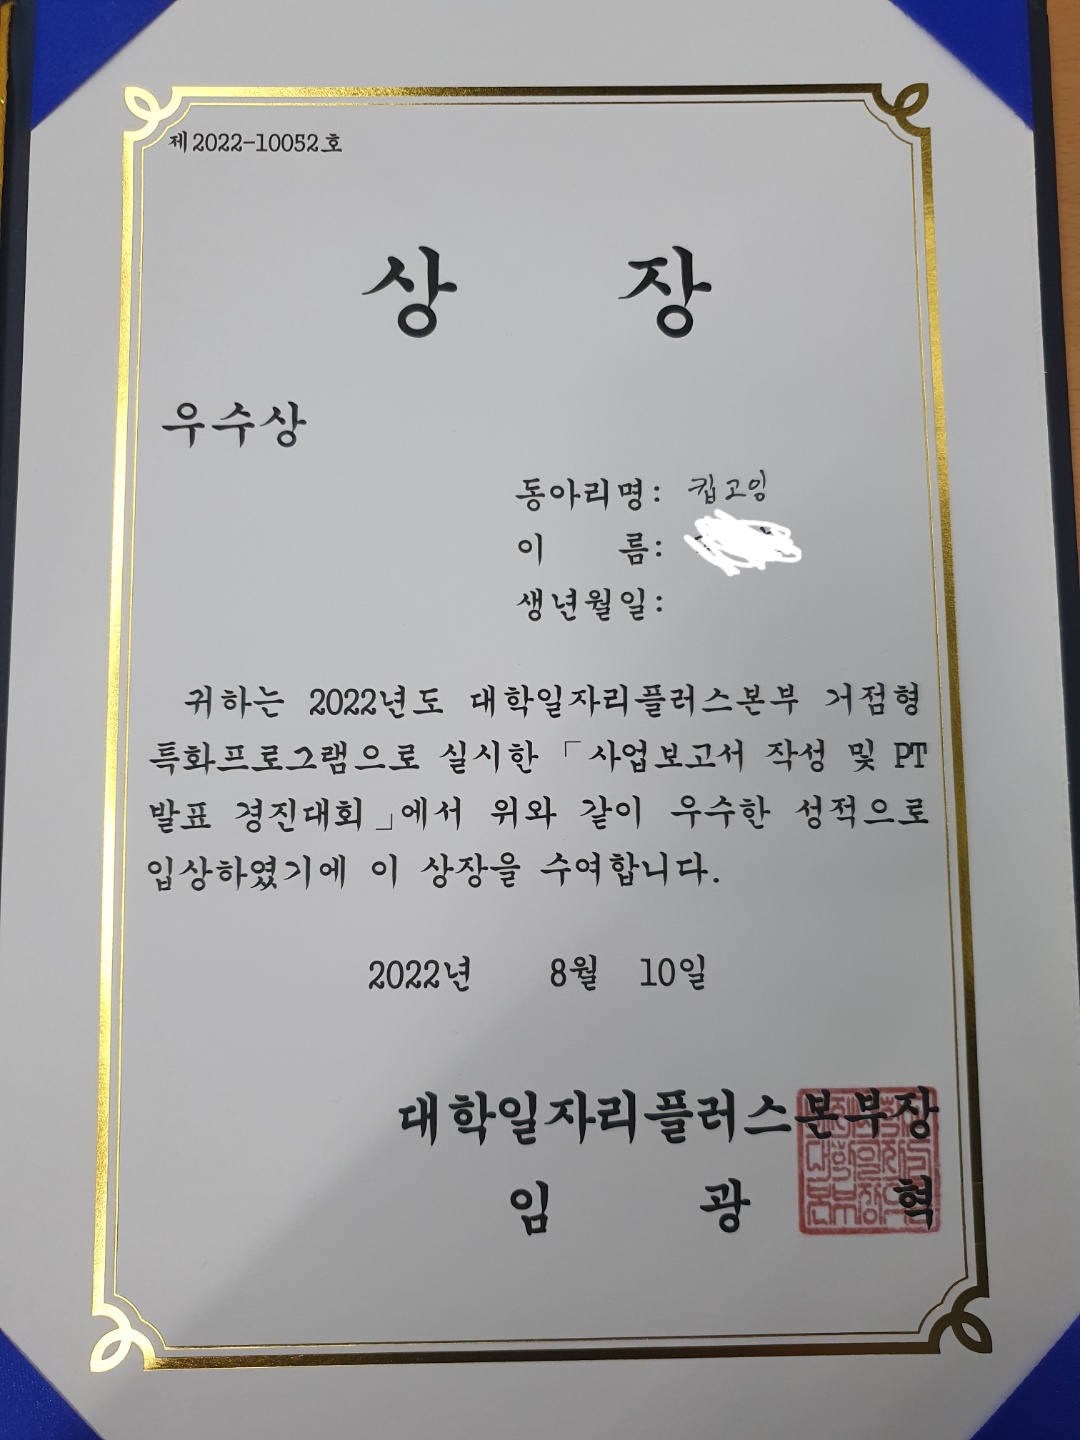 제2022-10052호
상 장
우수상
동아리명: 킵고잉
이 름:
생년월일:
귀하는 2022년도 대학일자리플러스본부 거점형
특화프로그램으로 실시한 「사업보고서 작성 및 PT
발표 경진대회」에서 위와 같이 우수한 성적으로
입상하였기에 이 상장을 수여합니다.
2022년 8월 10일
대학일자리플러스본부장
임 광 혁